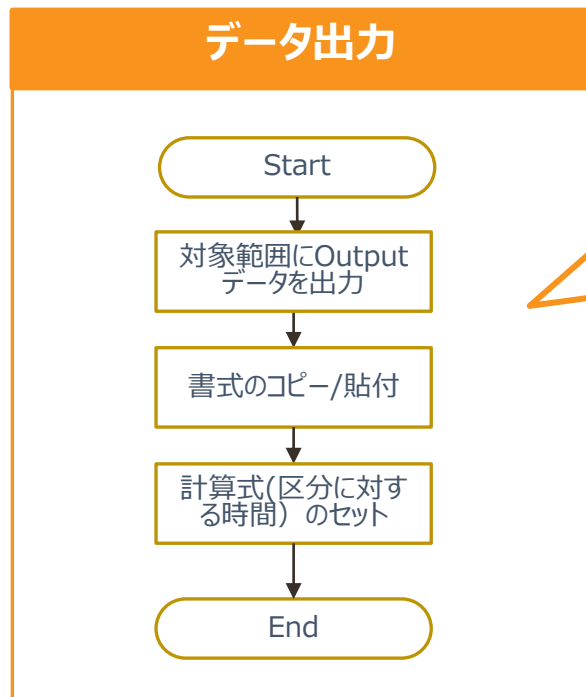 データ出力
Start
対象範囲にOutput
データを出力
書式のコピー/貼付
計算式(区分に対す
る時間）のセット
End